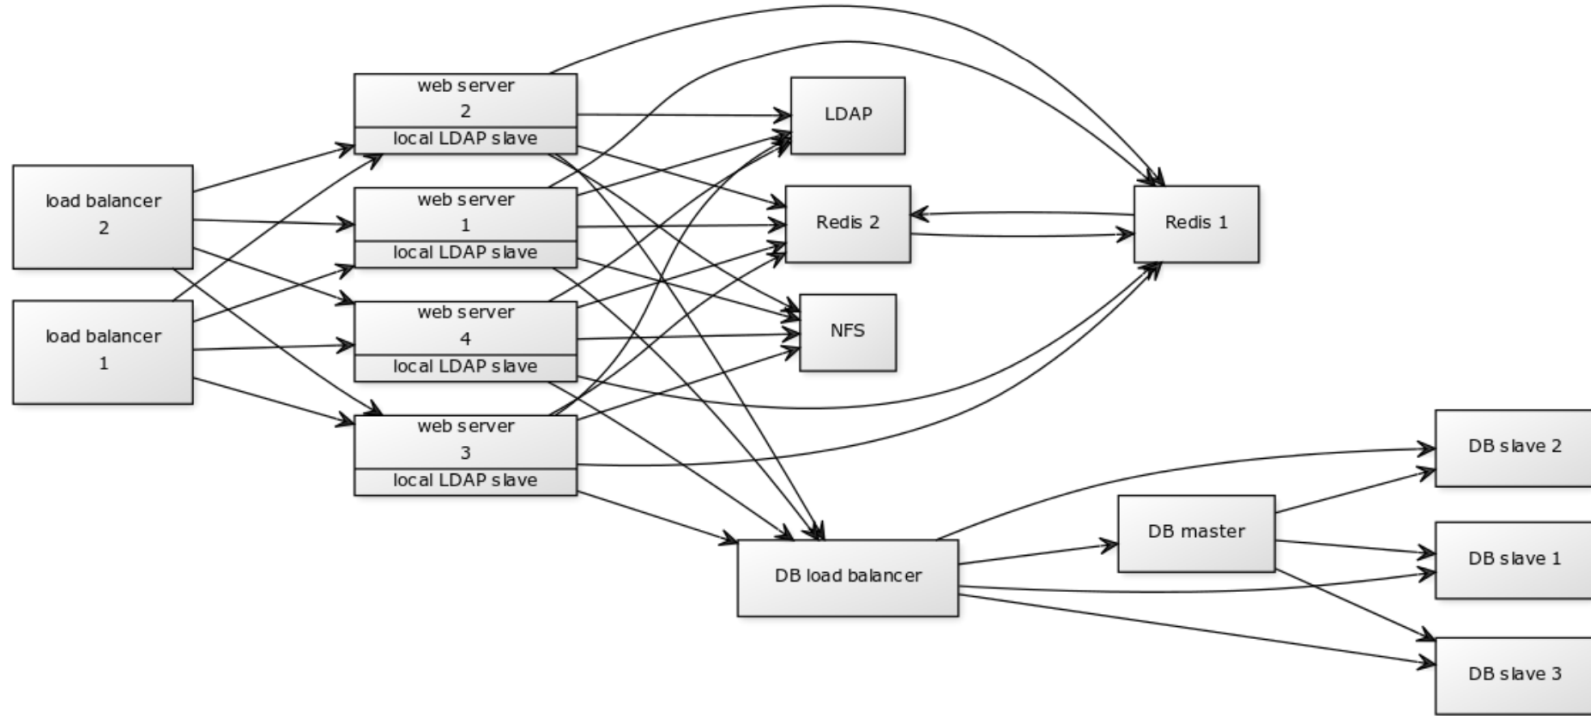 load balancer
2
load balancer
1
web server
2
local LDAP slave
web server
1
local LDAP slave
web server
4
local LDAP slave
web server
3
local LDAP slave
LDAP
Redis 2
NFS
Redis 1
DB load balancer
DB master
DB slave 2
DB slave 1
DB slave 3